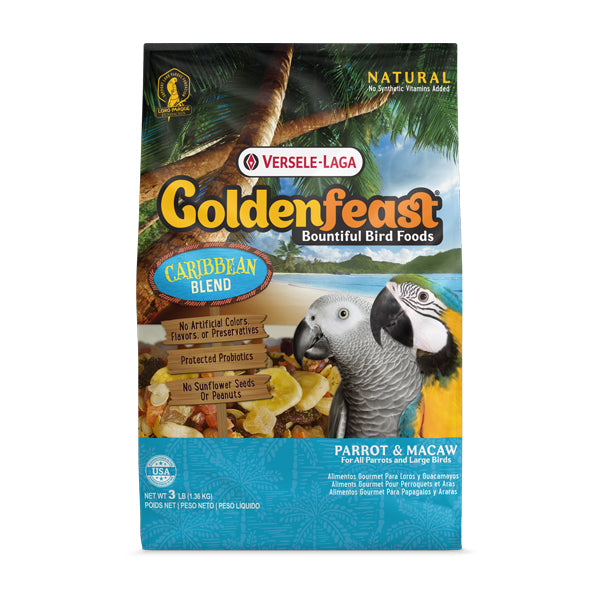 NATURAL
No Synthetic Vitamins Added
LORO PARQUE
VERSELE-LAGA
Goldenfeast®
Bountiful Bird Foods
CARIBBEAN
BLEND
No Artificial Colors,
Flavors, or Preservatives
Protected Probiotics
No Sunflower Seeds
Or Peanuts
PARROT & MACAW
For All Parrots and Large Birds
Alimentos Gourmet Para Loros y Guacamayos
Aliments Gourmet Pour Perroquets et Aras
Alimentos Gourmet Para Papagaios y Araras
USA
NET WT 3 LB (1.36 KG)
POIDS NET | PESO NETO | PESO LÍQUIDO